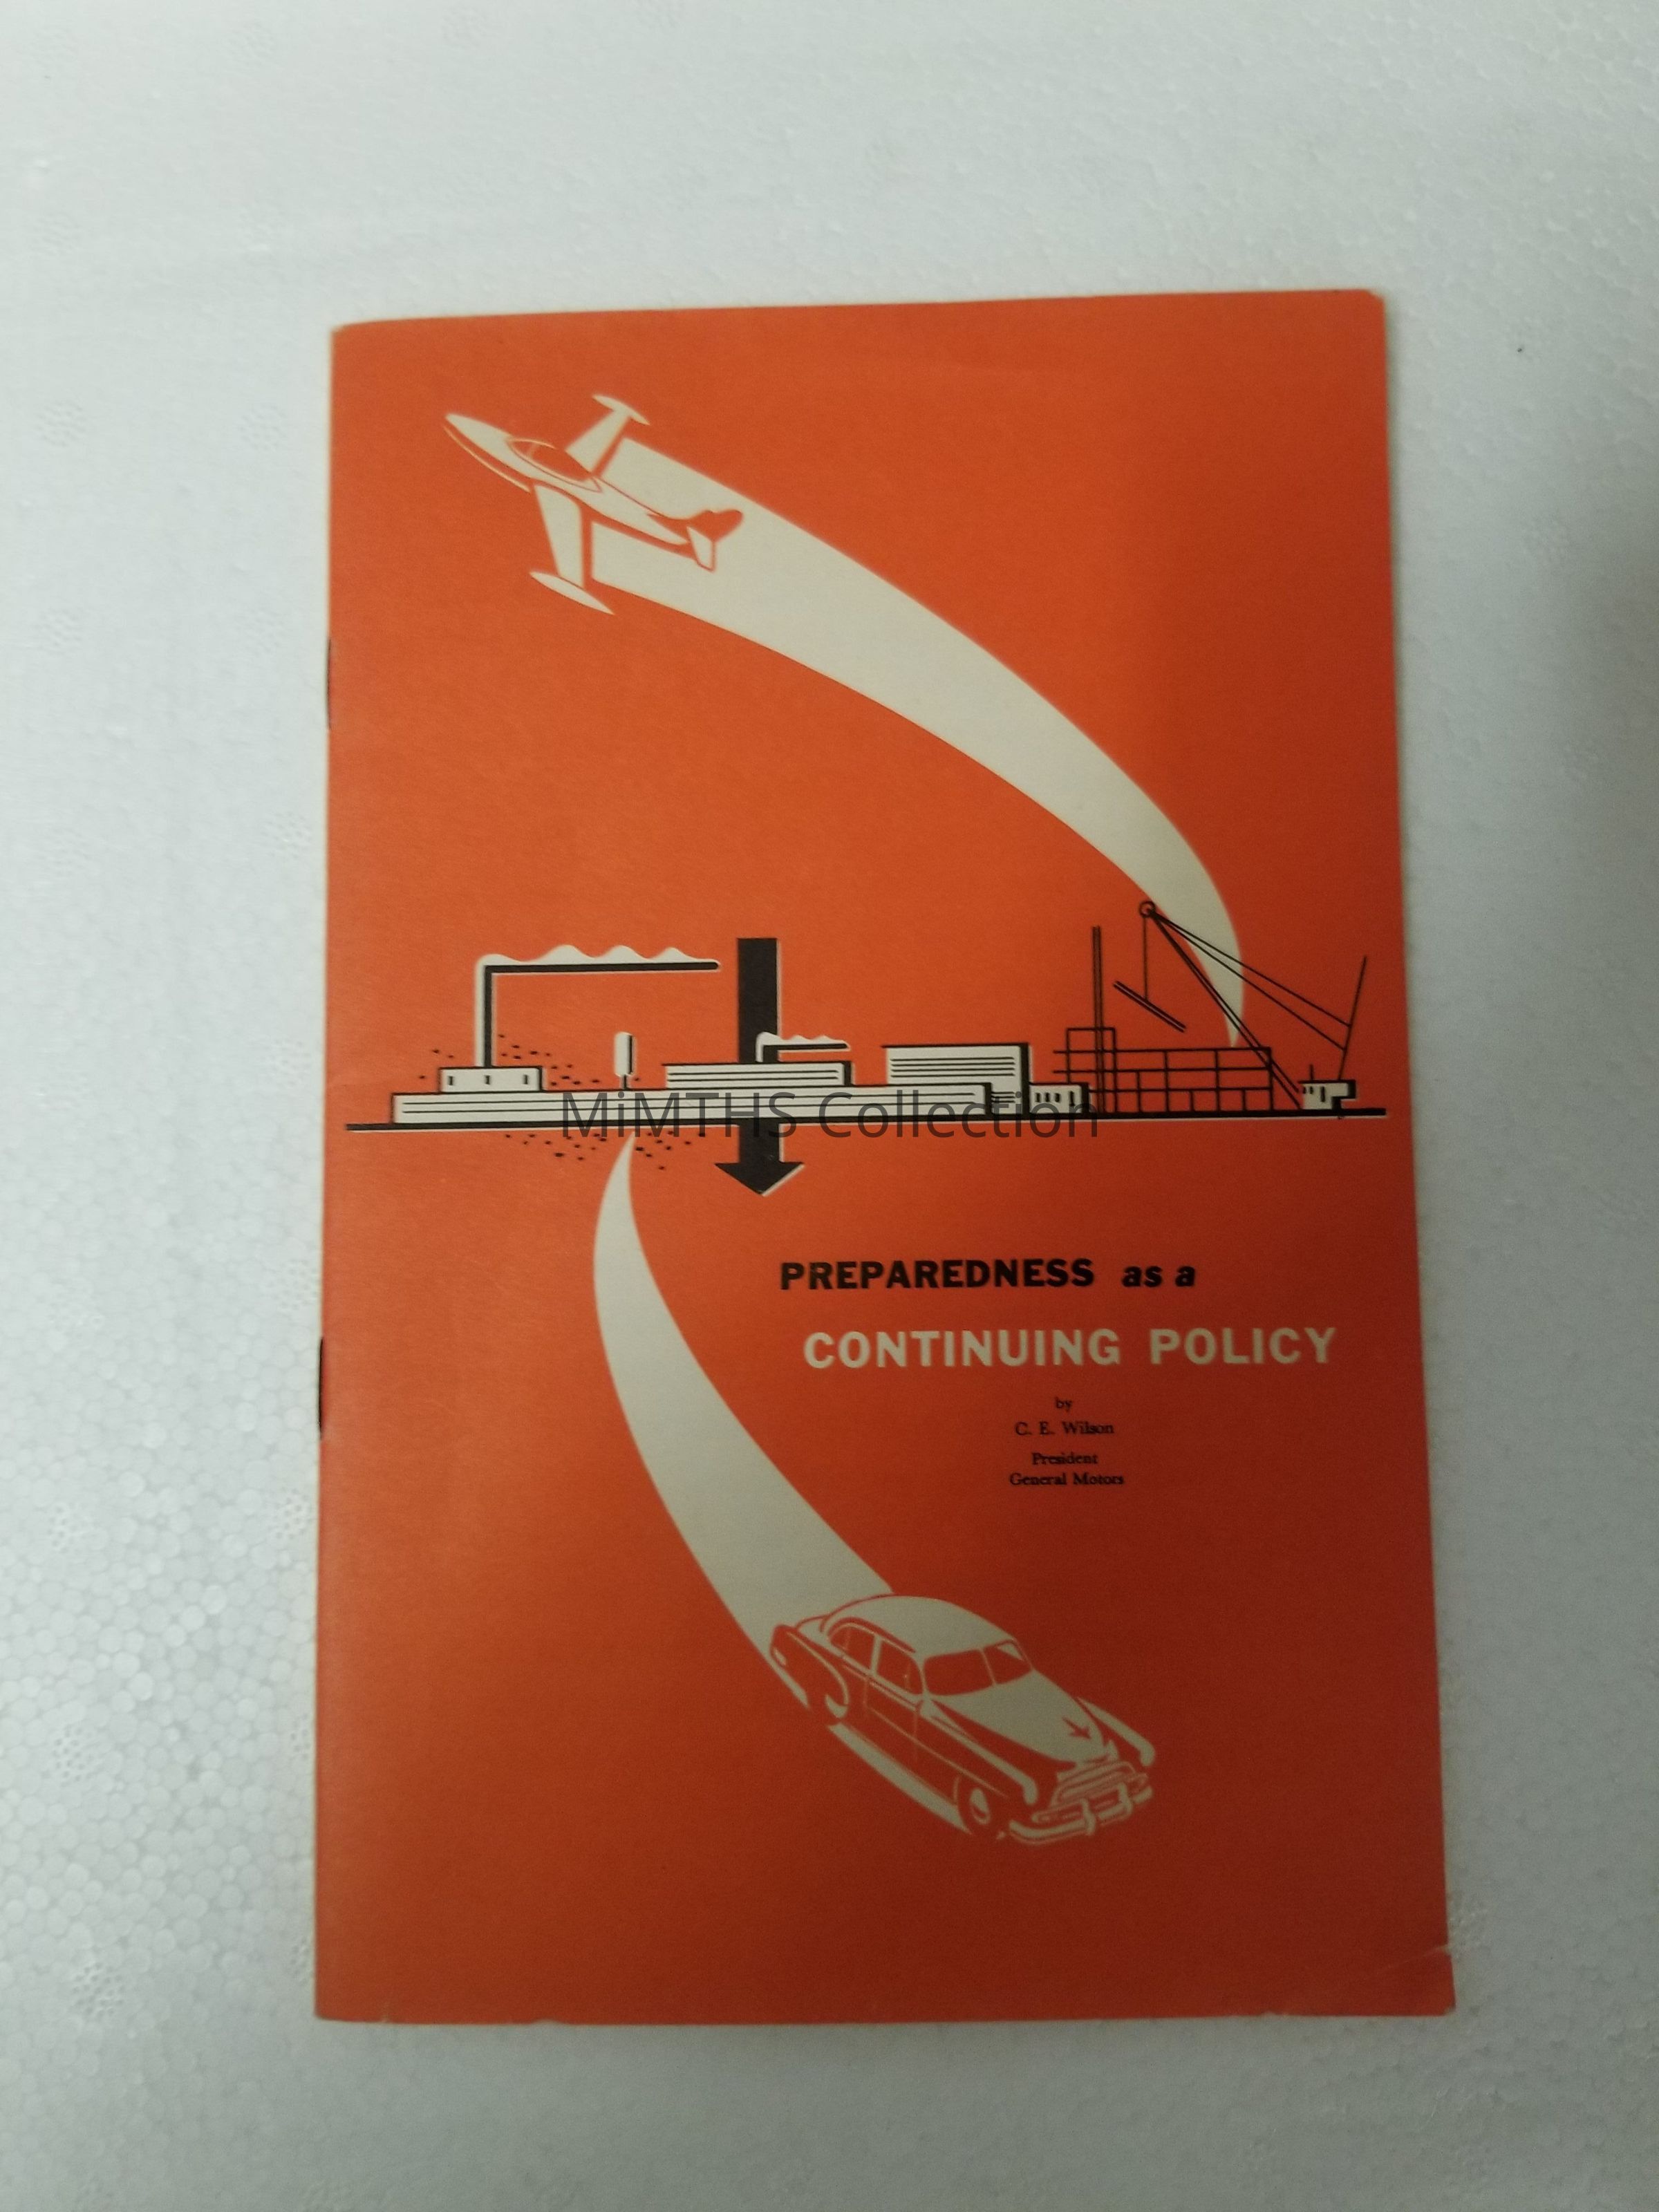 MiMTHS Collection
PREPAREDNESS as a
CONTINUING POLICY
by
C. E. Wilson
President
General Motors